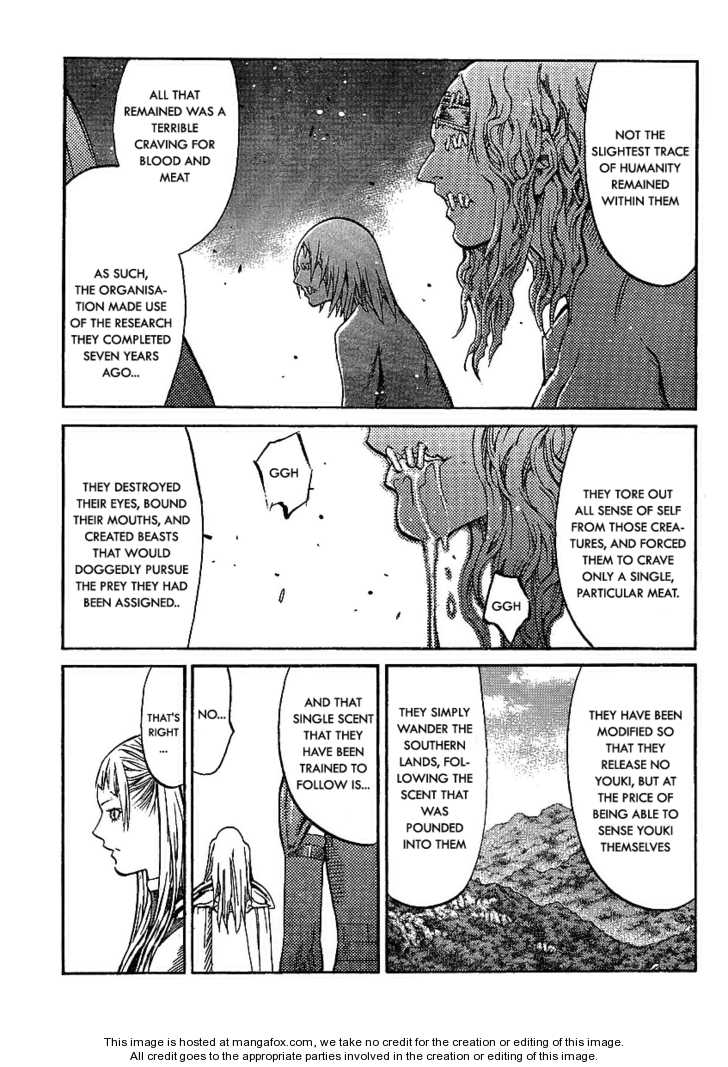 NOT THE
SLIGHTEST TRACE
OF HUMANITY
REMAINED
WITHIN THEM
ALL THAT
REMAINED WAS A
TERRIBLE
CRAVING FOR
BLOOD AND
MEAT
AS SUCH,
THE ORGANISA-
TION MADE USE
OF THE RESEARCH
THEY COMPLETED
SEVEN YEARS
AGO...
THEY TORE OUT
ALL SENSE OF SELF
FROM THOSE CREA-
TURES, AND FORCED
THEM TO CRAVE
ONLY A SINGLE,
PARTICULAR MEAT.
GGH
GGH
THEY DESTROYED
THEIR EYES, BOUND
THEIR MOUTHS, AND
CREATED BEASTS
THAT WOULD
DOGGEDLY PURSUE
THE PREY THEY HAD
BEEN ASSIGNED..
THEY HAVE BEEN
MODIFIED SO
THAT THEY
RELEASE NO
YOUKI, BUT AT
THE PRICE OF
BEING ABLE TO
SENSE YOUKI
THEMSELVES
THEY SIMPLY
WANDER THE
SOUTHERN
LANDS, FOL-
LOWING THE
SCENT THAT
WAS
POUNDED
INTO THEM
AND THAT
SINGLE SCENT
THAT THEY
HAVE BEEN
TRAINED TO
FOLLOW IS...
NO...
THAT'S
RIGHT
...
This image is hosted at mangafox.com, we take no credit for the creation or editing of this image.
All credit goes to the appropriate parties involved in the creation or editing of this image.